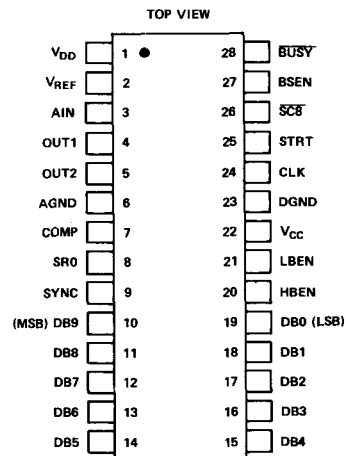 TOP VIEW
VDD 1 28 BUSY
VREF 2 27 BSEN
AIN 3 26 SC8
OUT1 4 25 STRT
OUT2 5 24 CLK
AGND 6 23 DGND
COMP 7 22 VCC
SRO 8 21 LBEN
SYNC 9 20 HBEN
(MSB) DB9 10 19 DB0 (LSB)
DB8 11 18 DB1
DB7 12 17 DB2
DB6 13 16 DB3
DB5 14 15 DB4